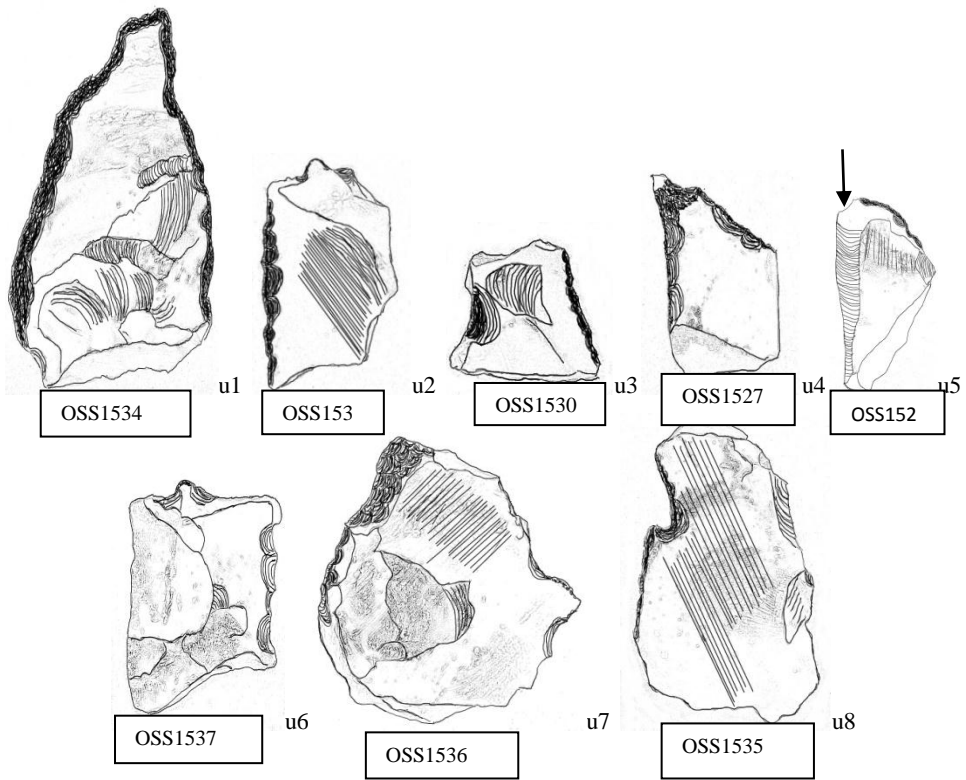 OSS1534 u1
OSS153 u2
OSS1530 u3
OSS1527 u4
OSS152 u5
OSS1537 u6
OSS1536 u7
OSS1535 u8